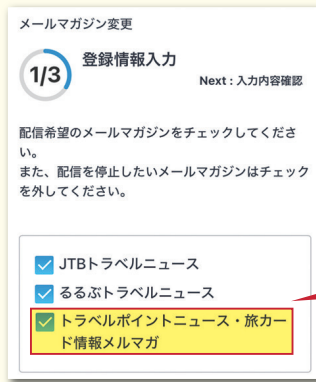 メールマガジン変更
1/3
登録情報入力
Next : 入力内容確認
配信希望のメールマガジンをチェックしてくださ
い。
また、配信を停止したいメールマガジンはチェック
を外してください。
JTBトラベルニュース
るるぶトラベルニュース
トラベルポイントニュース・旅カー
ド情報メルマガ